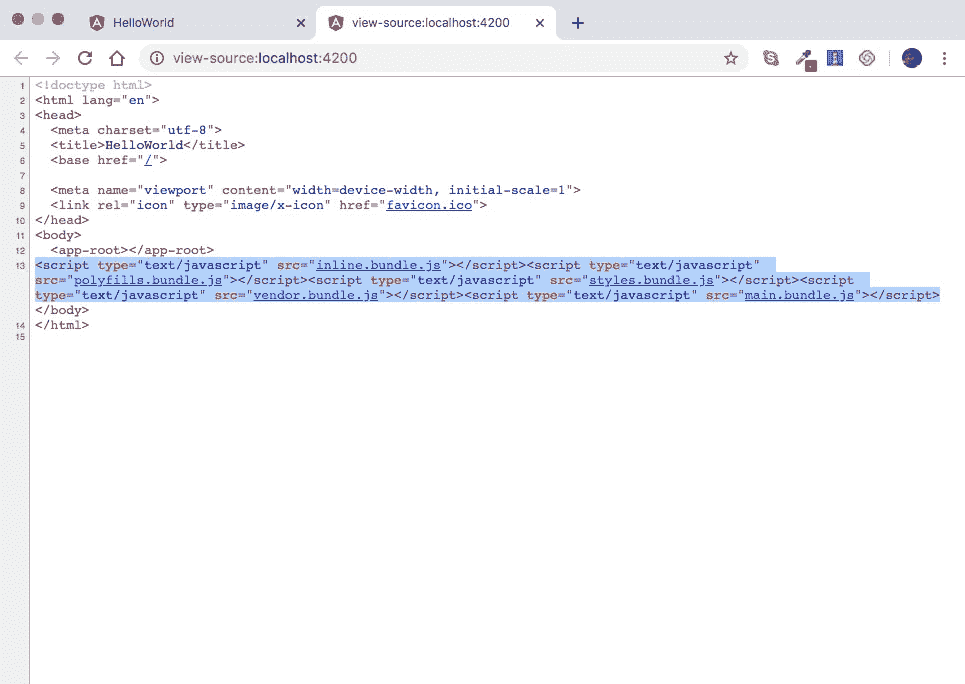 HelloWorld
view-source:localhost:4200
view-source:localhost:4200
1 <!doctype html>
2 <html lang="en">
3 <head>
4 <meta charset="utf-8">
5 <title>HelloWorld</title>
6 <base href="/">
7
8 <meta name="viewport" content="width=device-width, initial-scale=1">
9 <link rel="icon" type="image/x-icon" href="favicon.ico">
10 </head>
11 <body>
12 <app-root></app-root>
13 <script type="text/javascript" src="inline.bundle.js"></script><script type="text/javascript"
src="polyfills.bundle.js"></script><script type="text/javascript" src="styles.bundle.js"></script><script
type="text/javascript" src="vendor.bundle.js"></script><script type="text/javascript" src="main.bundle.js"></script>
</body>
14 </html>
15